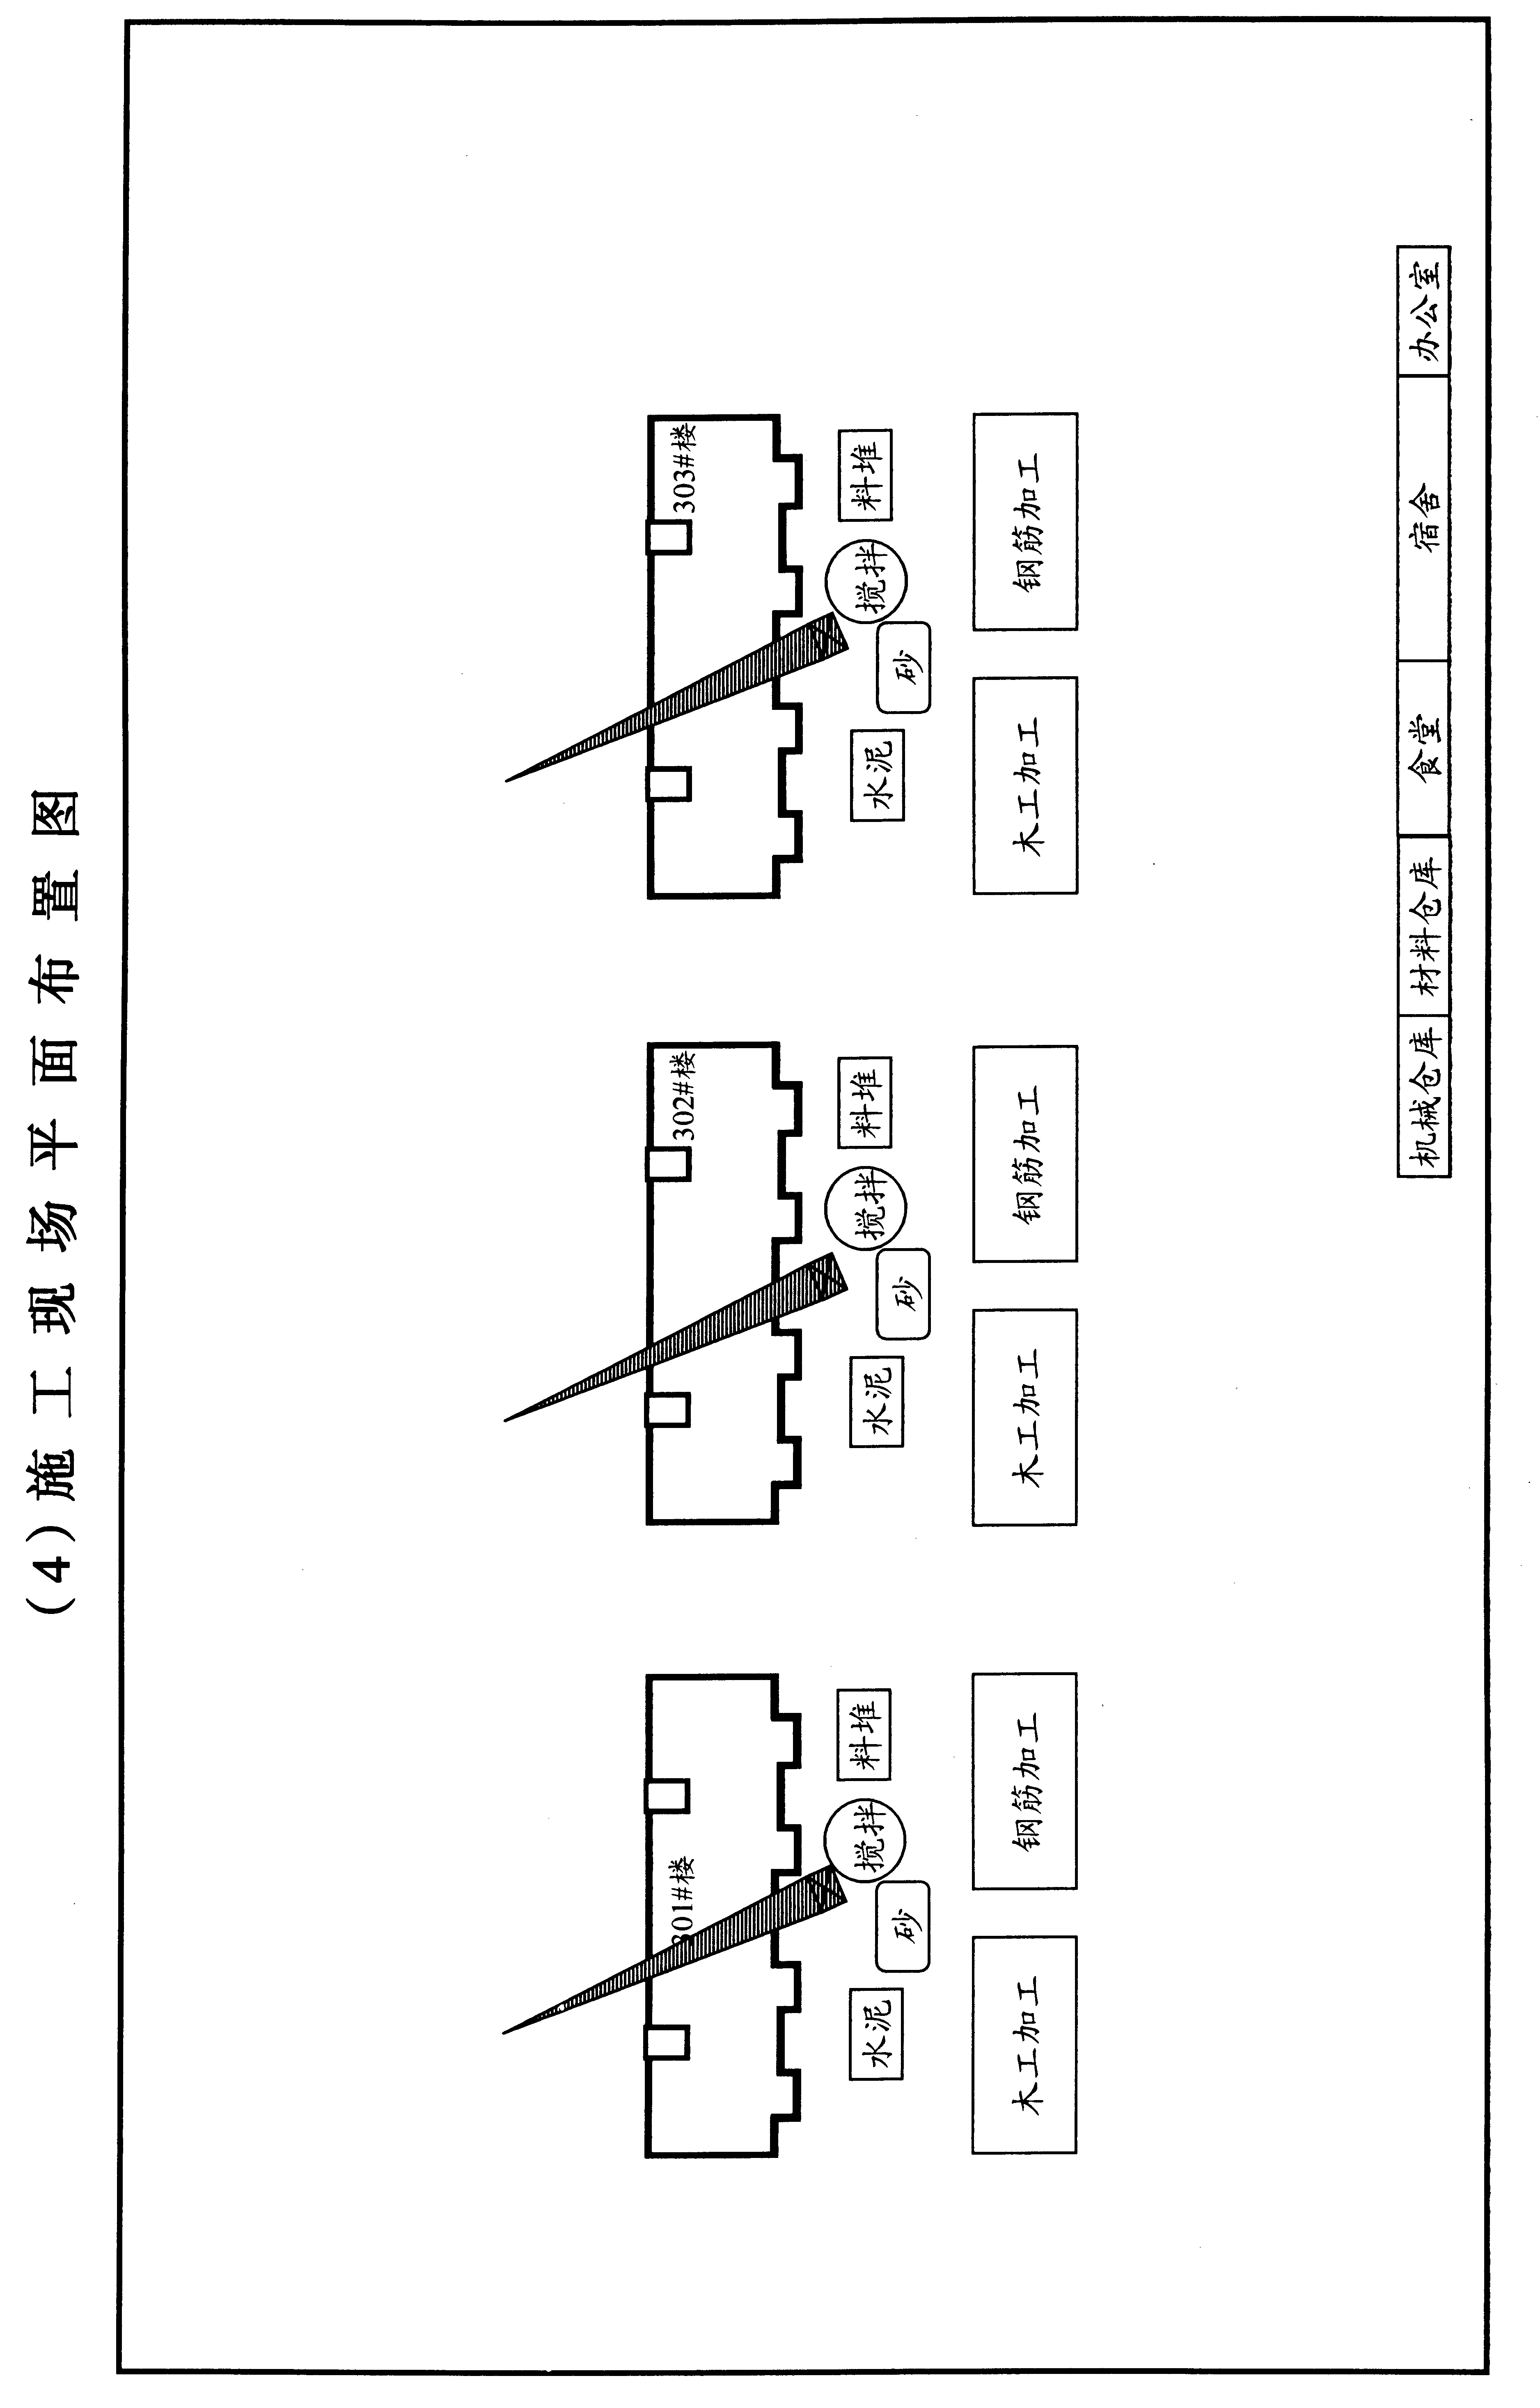 (4)施工现场平面布置图
301#楼
302#楼
303#楼
水泥
砂
搅拌
料堆
水泥
砂
搅拌
料堆
水泥
砂
搅拌
料堆
木工加工
钢筋加工
木工加工
钢筋加工
木工加工
钢筋加工
机械仓库
材料仓库
食堂
宿舍
办公室